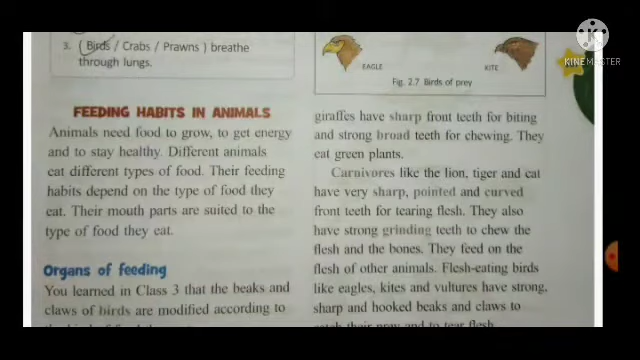 3. ( Birds / Crabs / Prawns ) breathe
through lungs.
FEEDING HABITS IN ANIMALS
Animals need food to grow, to get energy
and to stay healthy. Different animals
eat different types of food. Their feeding
habits depend on the type of food they
eat. Their mouth parts are suited to the
type of food they eat.
Organs of feeding
You learned in Class 3 that the beaks and
claws of birds are modified according to
EAGLE
KITE
Fig. 2.7 Birds of prey
giraffes have sharp front teeth for biting
and strong broad teeth for chewing. They
eat green plants.
Carnivores like the lion, tiger and cat
have very sharp, pointed and curved
front teeth for tearing flesh. They also
have strong grinding teeth to chew the
flesh and the bones. They feed on the
flesh of other animals. Flesh-eating birds
like eagles, kites and vultures have strong,
sharp and hooked beaks and claws to
catch their prey and to tear flesh
KINEMASTER